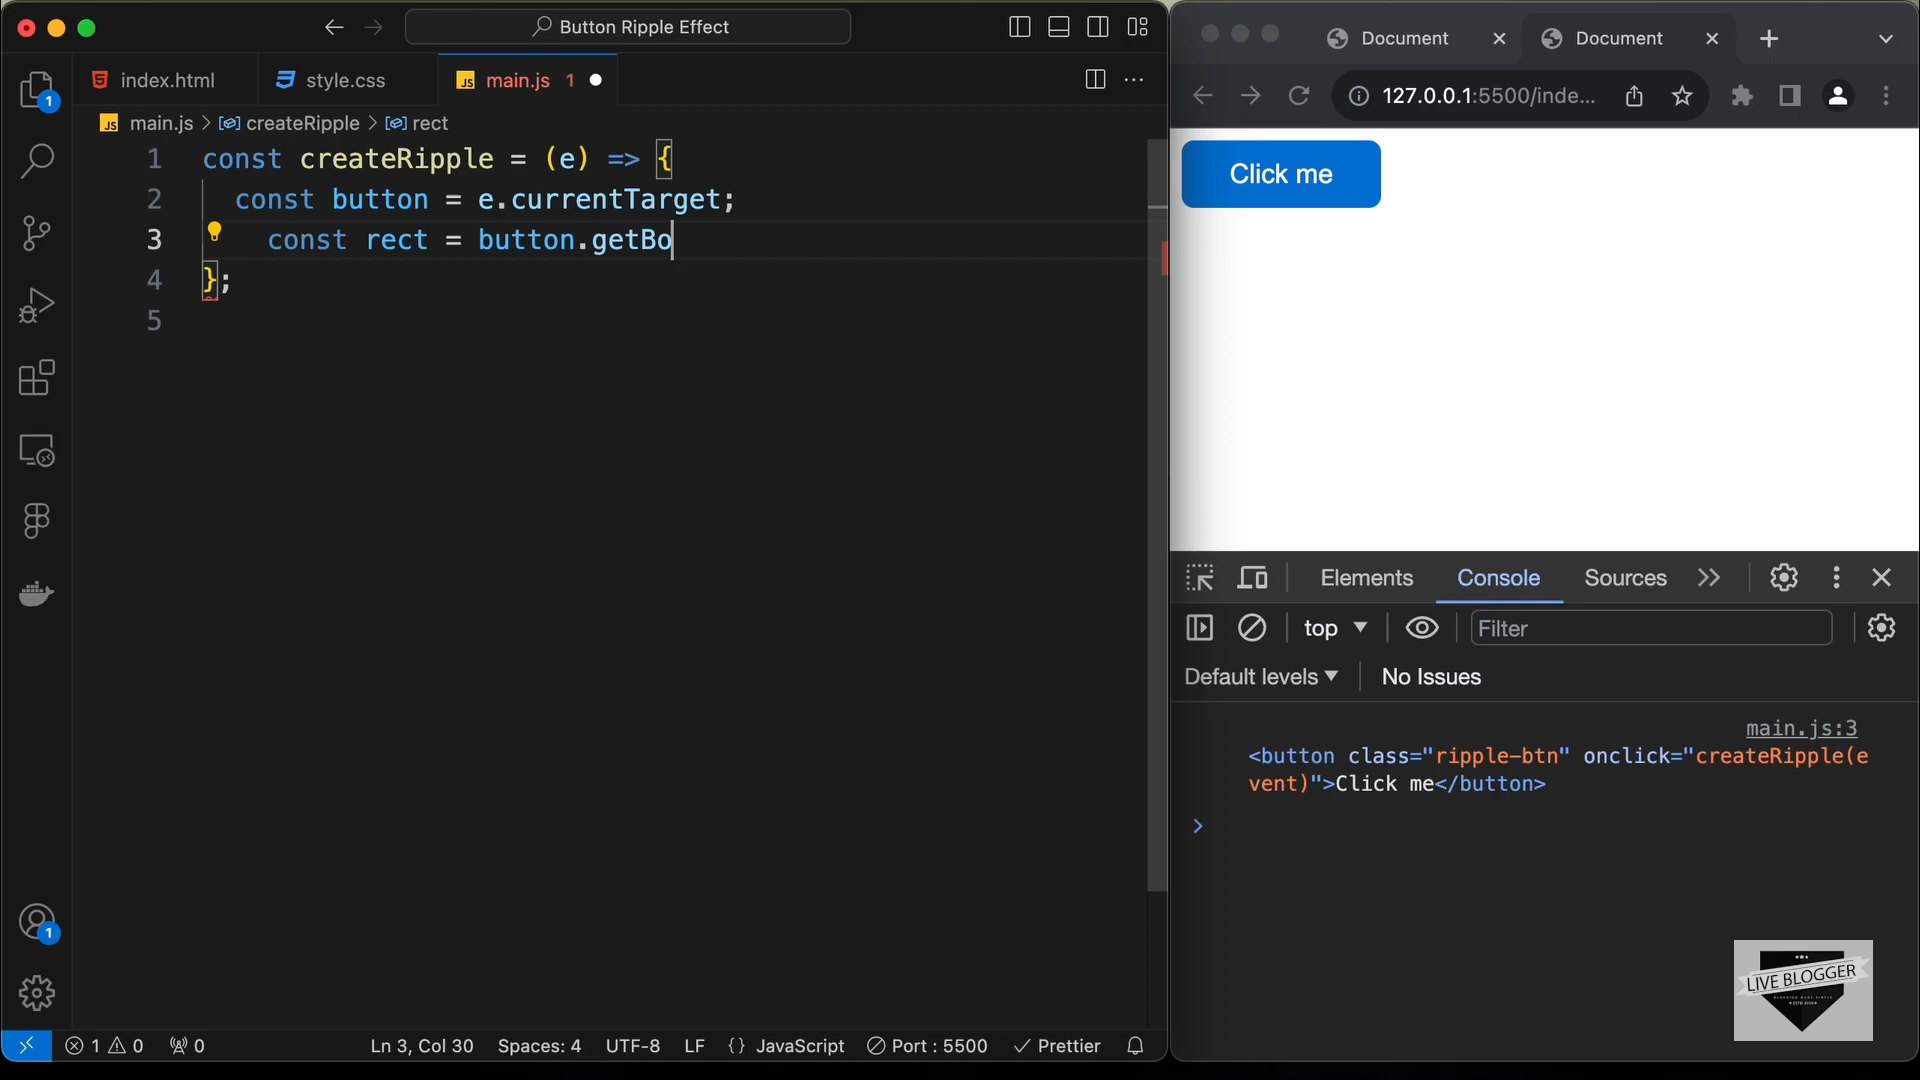 Button Ripple Effect
index.html
style.css
main.js 1
main.js > createRipple > rect
1 const createRipple = (e) => {
2 const button = e.currentTarget;
3 const rect = button.getBo
4 };
5
1
1
1 0 0
Ln 3, Col 30 Spaces: 4 UTF-8 LF {} JavaScript Port : 5500 Prettier
Document Document
127.0.0.1:5500/inde...
Click me
Elements Console Sources
top Filter
Default levels No Issues
main.js:3
<button class="ripple-btn" onclick="createRipple(e
vent)">Click me</button>
LIVE BLOGGER